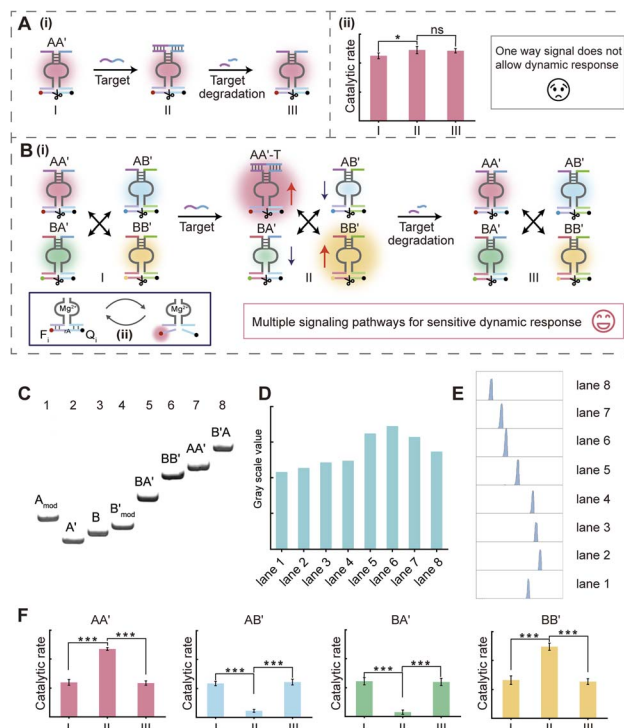 A (i)
AA'
Target
Target
degradation
I
II
III
(ii)
Catalytic rate
*
ns
I
II
III
One way signal does not
allow dynamic response
B (i)
AA'
AB'
BA'
BB'
I
Target
AA'-T
AB'
BA'
BB'
II
Target
degradation
AA'
AB'
BA'
BB'
III
Mg2+
Mg2+
Fi
rA
Qi
(ii)
Multiple signaling pathways for sensitive dynamic response
C
1 2 3 4 5 6 7 8
Amod
A'
B
B'mod
BA'
BB'
AA'
B'A
D
Gray scale value
lane 1
lane 2
lane 3
lane 4
lane 5
lane 6
lane 7
lane 8
E
lane 8
lane 7
lane 6
lane 5
lane 4
lane 3
lane 2
lane 1
F
AA'
Catalytic rate
*** ***
I II III
AB'
Catalytic rate
*** ***
I II III
BA'
Catalytic rate
*** ***
I II III
BB'
Catalytic rate
*** ***
I II III